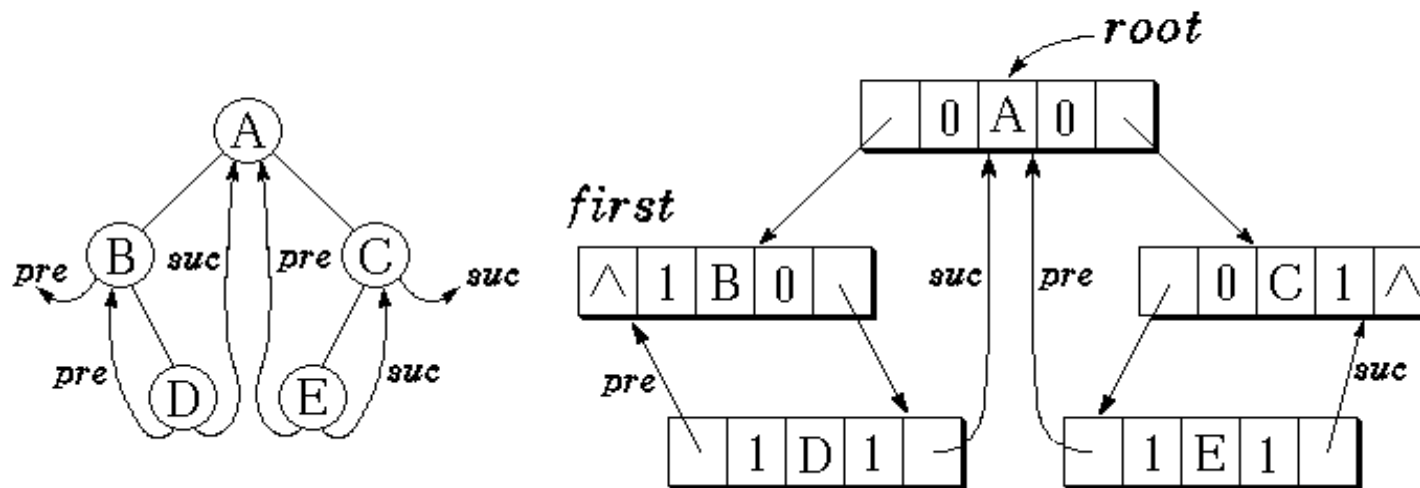 root
A
0 A 0
first
B suc pre C
pre suc
^ 1 B 0
suc pre
0 C 1 ^
pre D E suc
pre suc
1 D 1
1 E 1